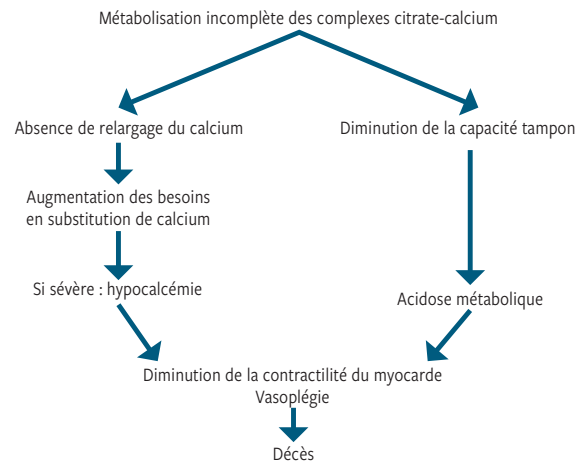 Métabolisation incomplète des complexes citrate-calcium
Absence de relargage du calcium
Diminution de la capacité tampon
Augmentation des besoins
en substitution de calcium
Si sévère : hypocalcémie
Acidose métabolique
Diminution de la contractilité du myocarde
Vasoplégie
Décès